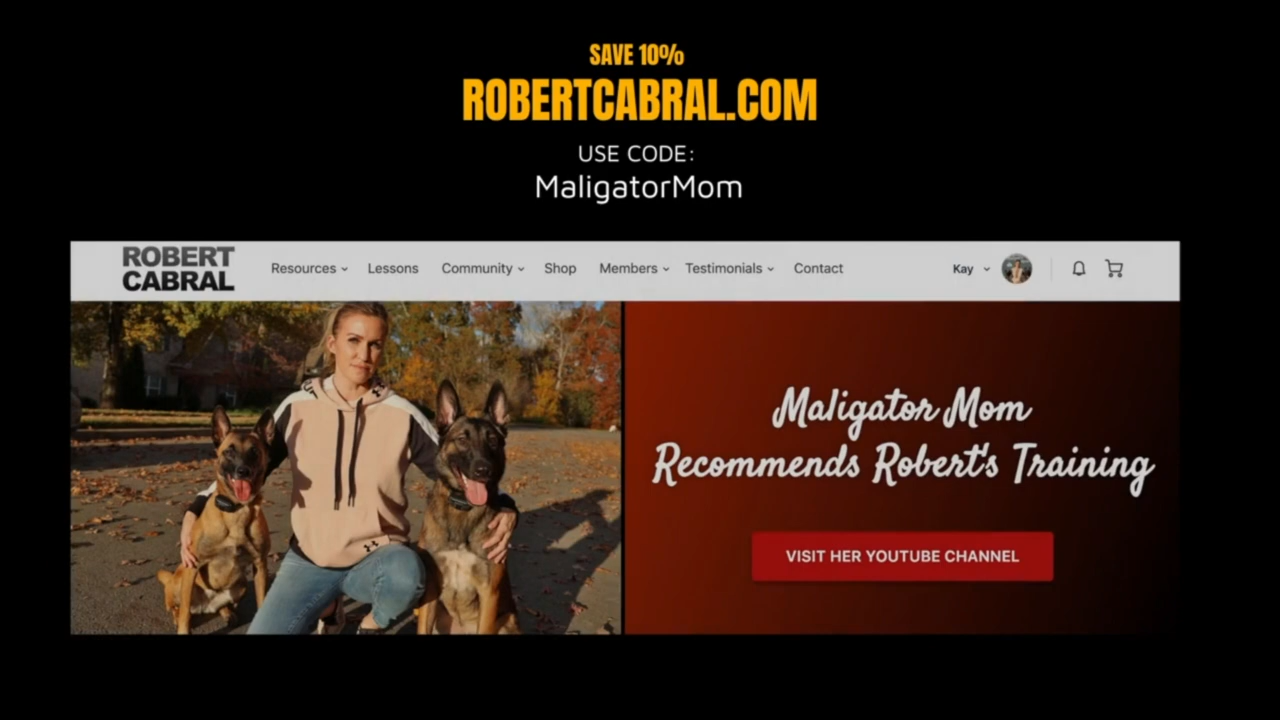 SAVE 10%
ROBERTCABRAL.COM
USE CODE:
MaligatorMom
ROBERT
CABRAL
Resources Lessons Community Shop Members Testimonials Contact Kay
Maligator Mom
Recommends Robert's Training
VISIT HER YOUTUBE CHANNEL